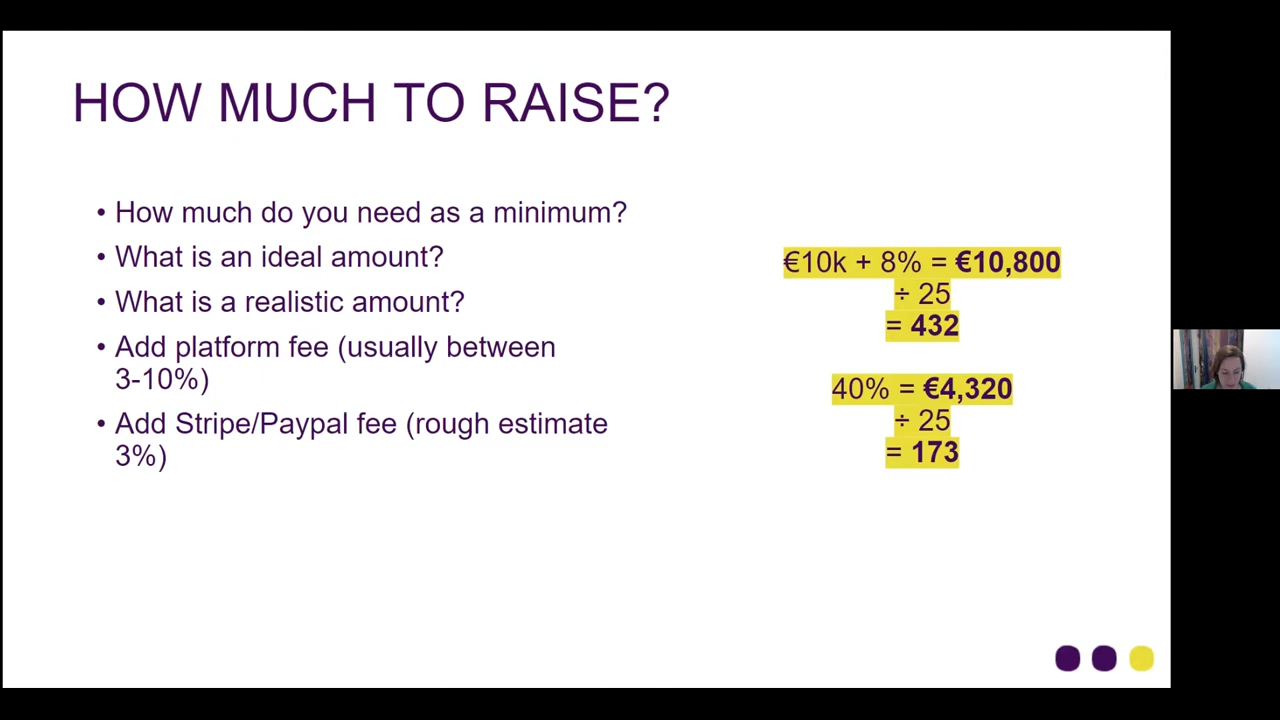 HOW MUCH TO RAISE?
• How much do you need as a minimum?
• What is an ideal amount?
• What is a realistic amount?
• Add platform fee (usually between
3-10%)
• Add Stripe/Paypal fee (rough estimate
3%)
€10k + 8% = €10,800
÷ 25
= 432
40% = €4,320
÷ 25
= 173